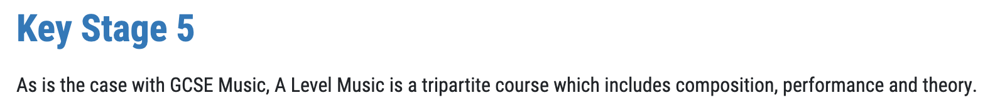 Key Stage 5
As is the case with GCSE Music, A Level Music is a tripartite course which includes composition, performance and theory.